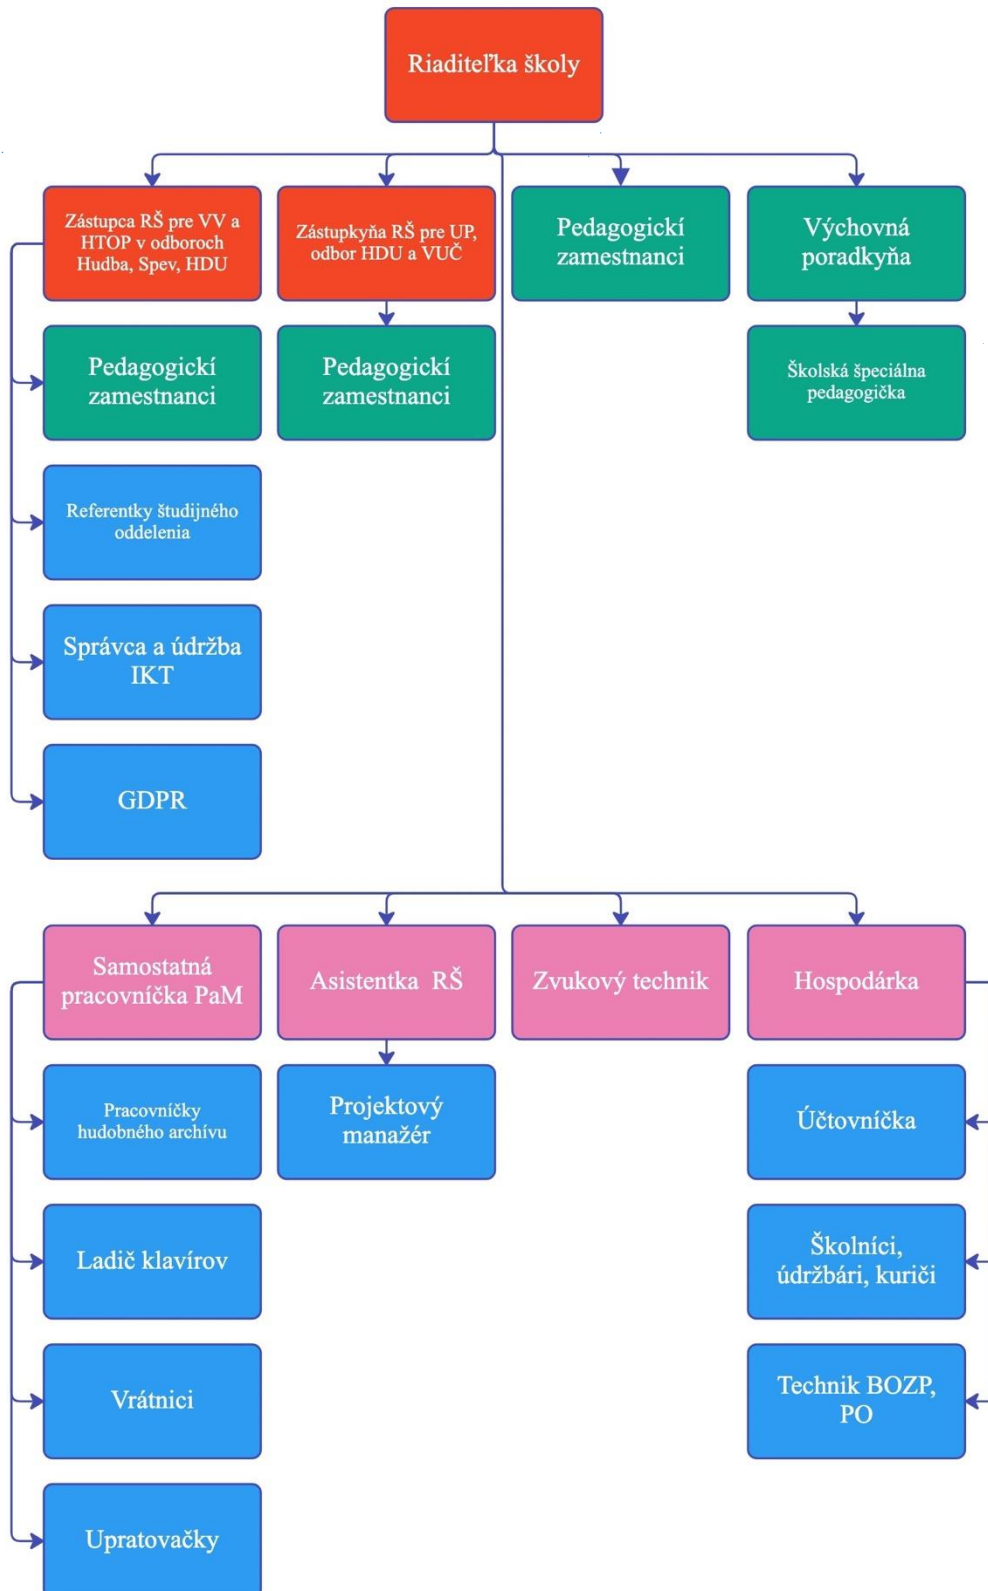 Riaditeľka školy
Zástupca RŠ pre VV a
HTOP v odboroch
Hudba, Spev, HDU
Zástupkyňa RŠ pre UP,
odbor HDU a VUČ
Pedagogickí
zamestnanci
Výchovná
poradkyňa
Pedagogickí
zamestnanci
Pedagogickí
zamestnanci
Školská špeciálna
pedagogička
Referentky študijného
oddelenia
Správca a údržba
IKT
GDPR
Samostatná
pracovníčka PaM
Asistentka RŠ
Zvukový technik
Hospodárka
Pracovníčky
hudobného archívu
Projektový
manažér
Účtovníčka
Ladič klavírov
Školníci,
údržbári, kuriči
Vrátnici
Technik BOZP,
PO
Upratovačky